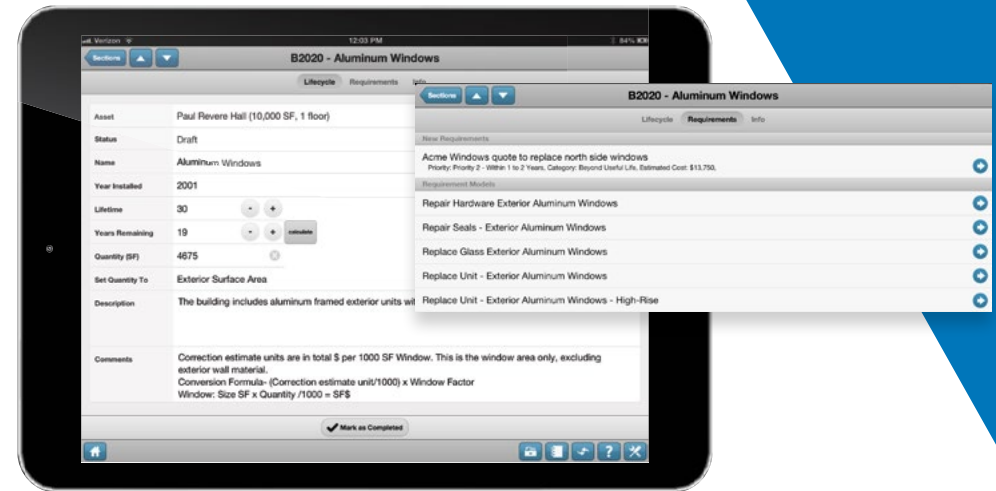 Verizon
12:03 PM
84%
Sections
B2020 - Aluminum Windows
Lifecycle Requirements Info
Asset Paul Revere Hall (10,000 SF, 1 floor)
Status Draft
Name Aluminum Windows
Year Installed 2001
Lifetime 30 - +
Years Remaining 19 - + calculate
Quantity (SF) 4675
Set Quantity To Exterior Surface Area
Description The building includes aluminum framed exterior units wi
Comments Correction estimate units are in total $ per 1000 SF Window. This is the window area only, excluding
exterior wall material.
Conversion Formula- (Correction estimate unit/1000) x Window Factor
Window: Size SF x Quantity /1000 = SF$
Mark as Completed
?
Sections
B2020 - Aluminum Windows
Lifecycle Requirements Info
New Requirements
Acme Windows quote to replace north side windows
Priority: Priority 2 - Within 1 to 2 Years, Category: Beyond Useful Life, Estimated Cost: $13,750,
Requirement Models
Repair Hardware Exterior Aluminum Windows
Repair Seals - Exterior Aluminum Windows
Replace Glass Exterior Aluminum Windows
Replace Unit - Exterior Aluminum Windows
Replace Unit - Exterior Aluminum Windows - High-Rise